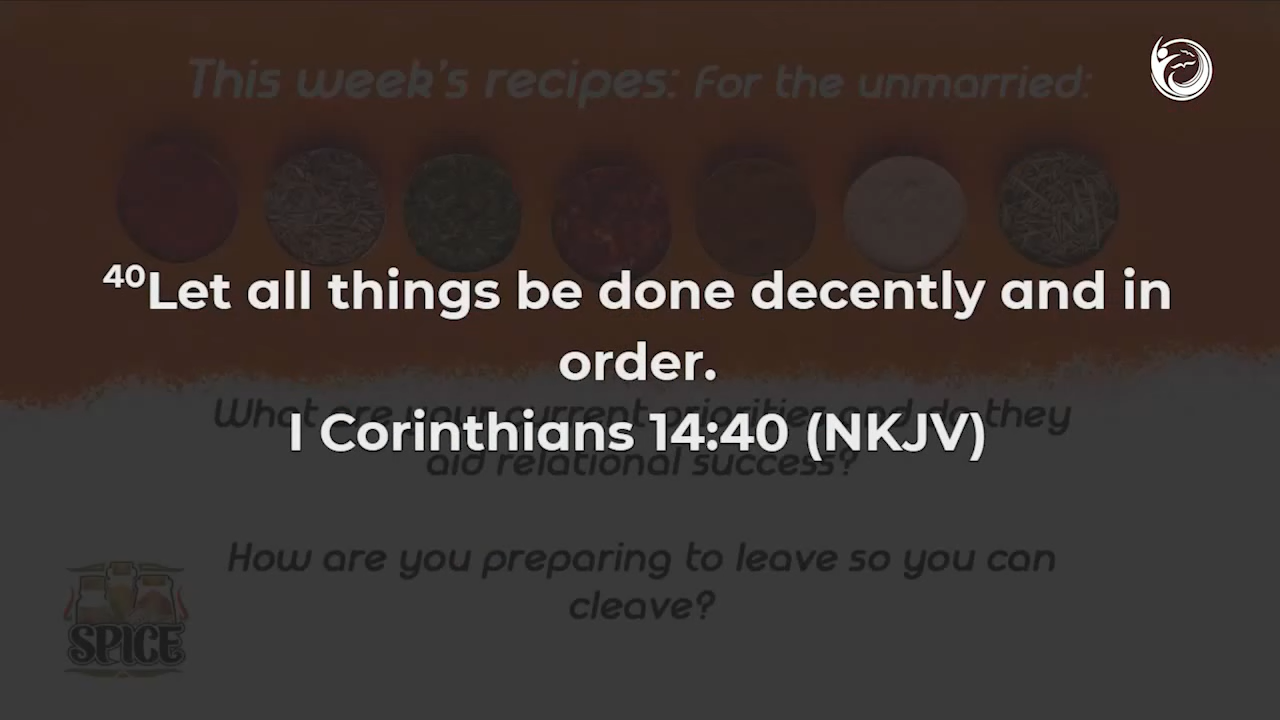 This week's recipes: For the unmarried:
⁴⁰Let all things be done decently and in
order.
I Corinthians 14:40 (NKJV)
What are your current priorities and do they
aid relational success?
How are you preparing to leave so you can
cleave?
SPICE